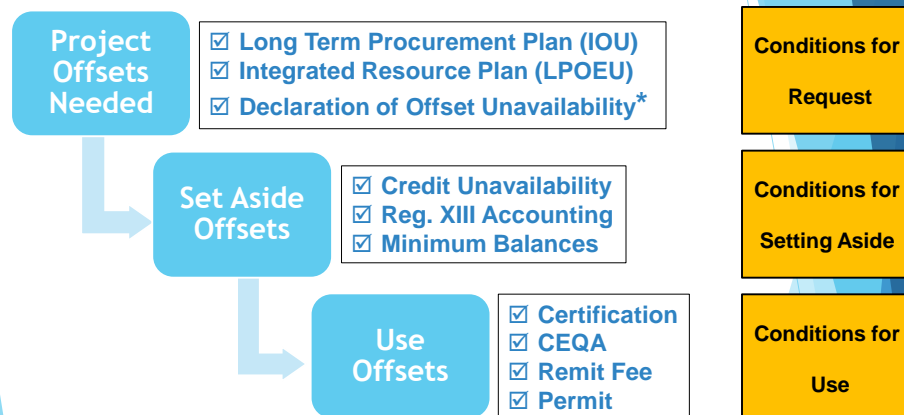 Project
Offsets
Needed
☑ Long Term Procurement Plan (IOU)
☑ Integrated Resource Plan (LPOEU)
☑ Declaration of Offset Unavailability*
Conditions for
Request
Set Aside
Offsets
☑ Credit Unavailability
☑ Reg. XIII Accounting
☑ Minimum Balances
Conditions for
Setting Aside
Use
Offsets
☑ Certification
☑ CEQA
☑ Remit Fee
☑ Permit
Conditions for
Use